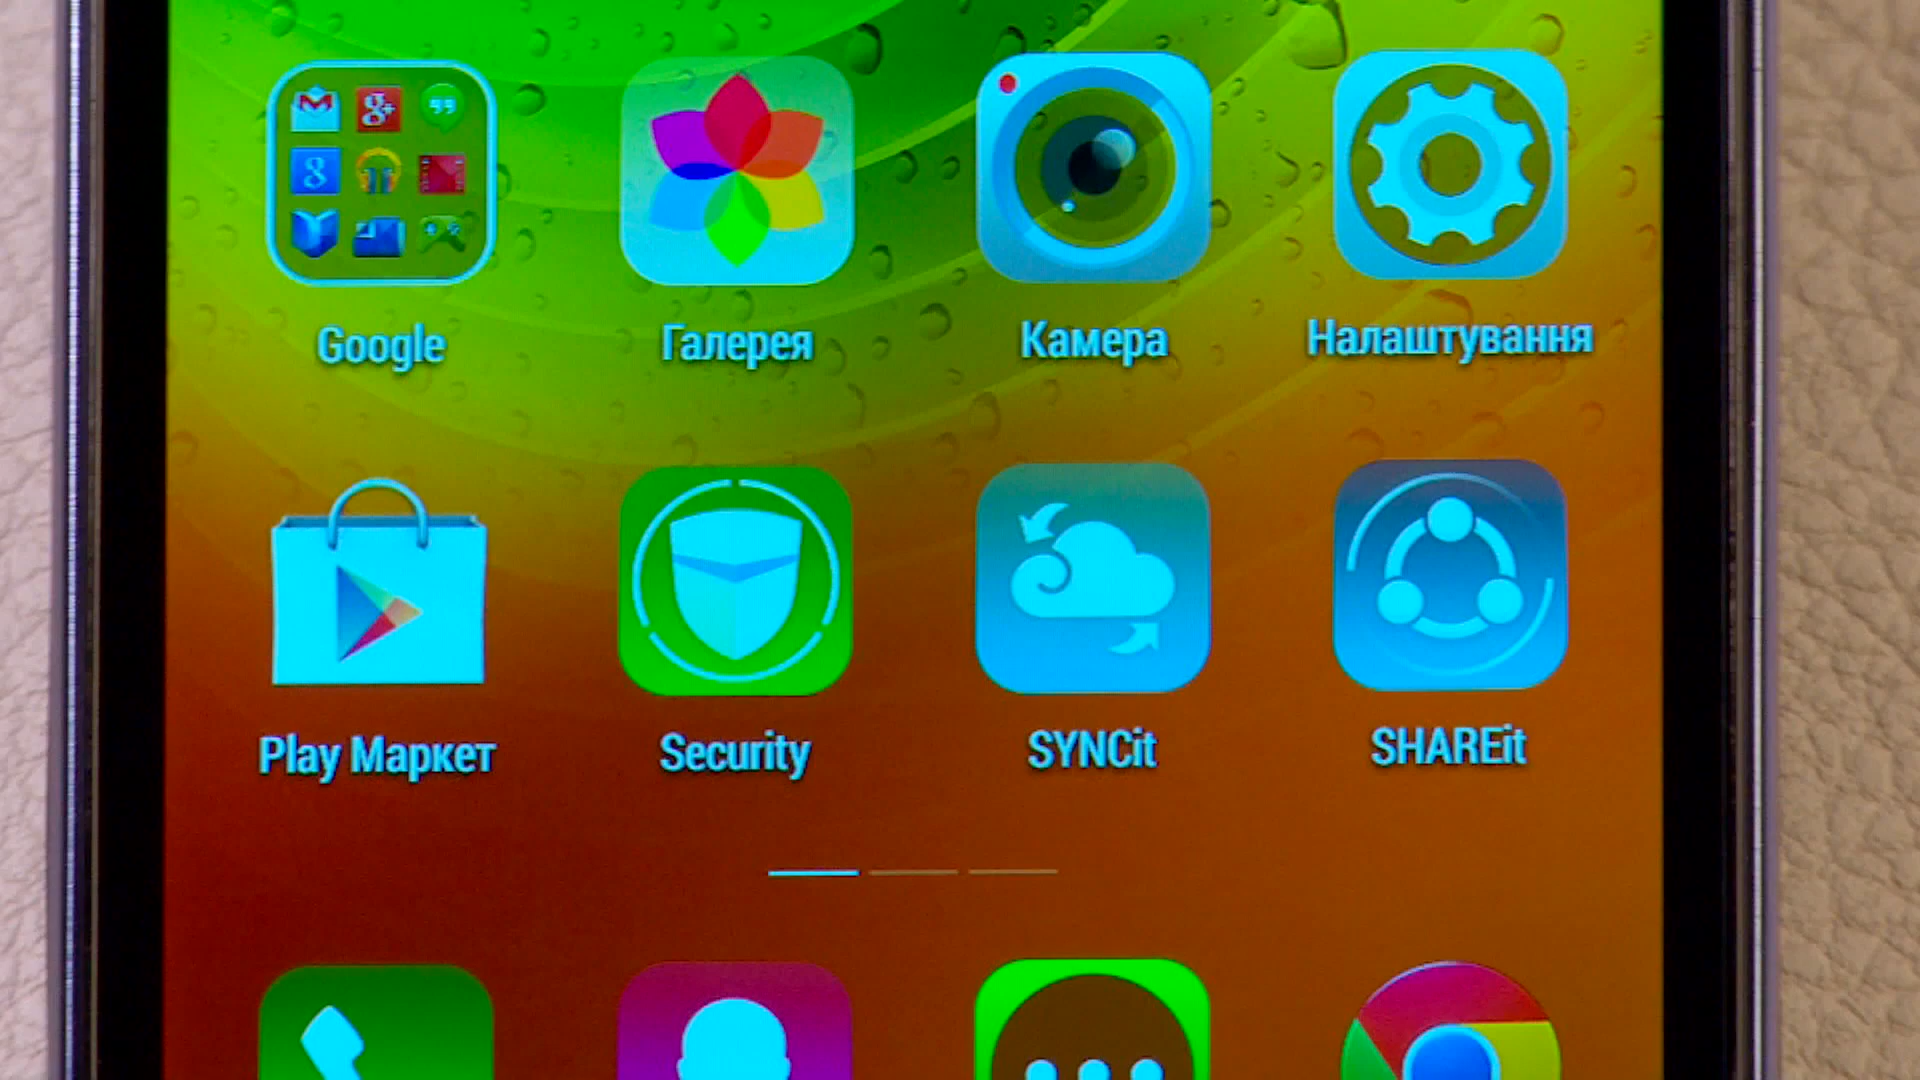 Google
Галерея
Камера
Налаштування
Play Маркет
Security
SYNCit
SHAREit